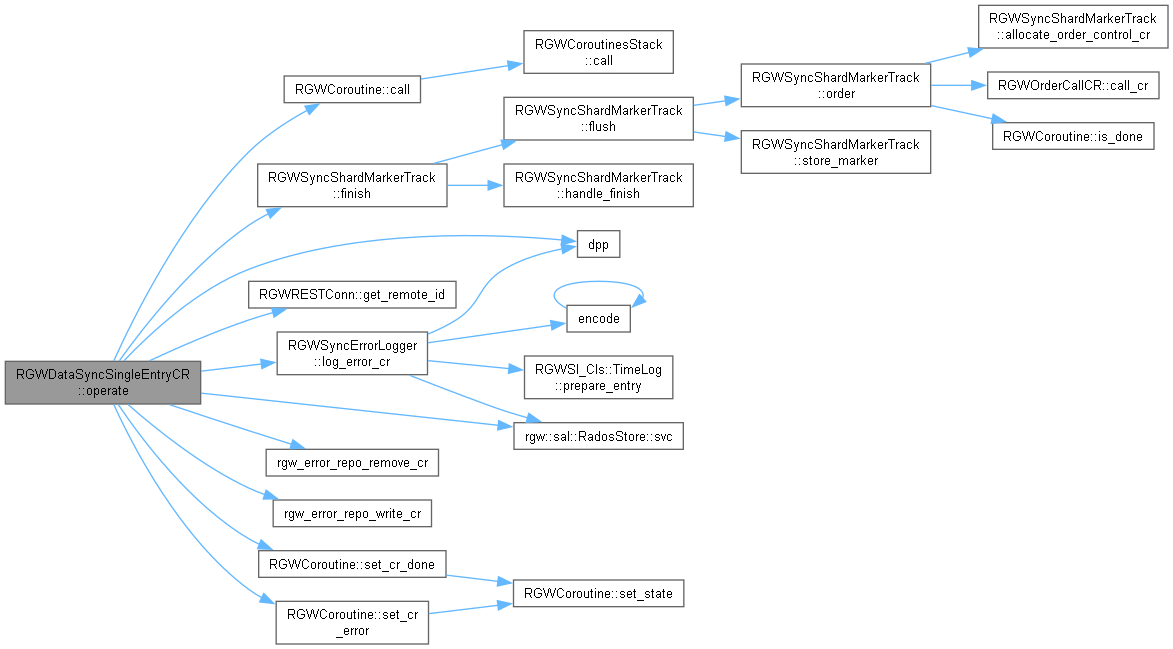 RGWDataSyncSingleEntryCR
::operate
RGWCoroutine::call
RGWCoroutinesStack
::call
RGWSyncShardMarkerTrack
::finish
RGWSyncShardMarkerTrack
::flush
RGWSyncShardMarkerTrack
::order
RGWSyncShardMarkerTrack
::allocate_order_control_cr
RGWOrderCallCR::call_cr
RGWCoroutine::is_done
RGWSyncShardMarkerTrack
::store_marker
RGWSyncShardMarkerTrack
::handle_finish
dpp
RGWRESTConn::get_remote_id
RGWSyncErrorLogger
::log_error_cr
encode
RGWSI_Cls::TimeLog
::prepare_entry
rgw::sal::RadosStore::svc
rgw_error_repo_remove_cr
rgw_error_repo_write_cr
RGWCoroutine::set_cr_done
RGWCoroutine::set_state
RGWCoroutine::set_cr
_error